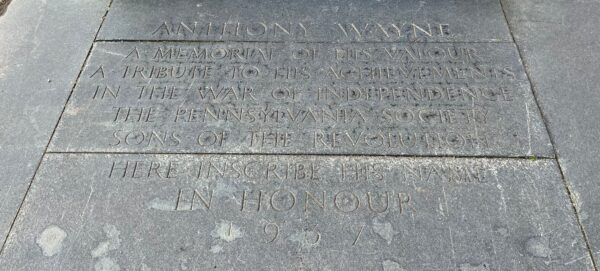 ANTHONY WAYNE
A MEMORIAL OF HIS VALOUR
A TRIBUTE TO HIS ACHIEVEMENTS
IN THE WAR OF INDEPENDENCE
THE PENNSYLVANIA SOCIETY
SONS OF THE REVOLUTION
HERE INSCRIBE HIS NAME
IN HONOUR
1937